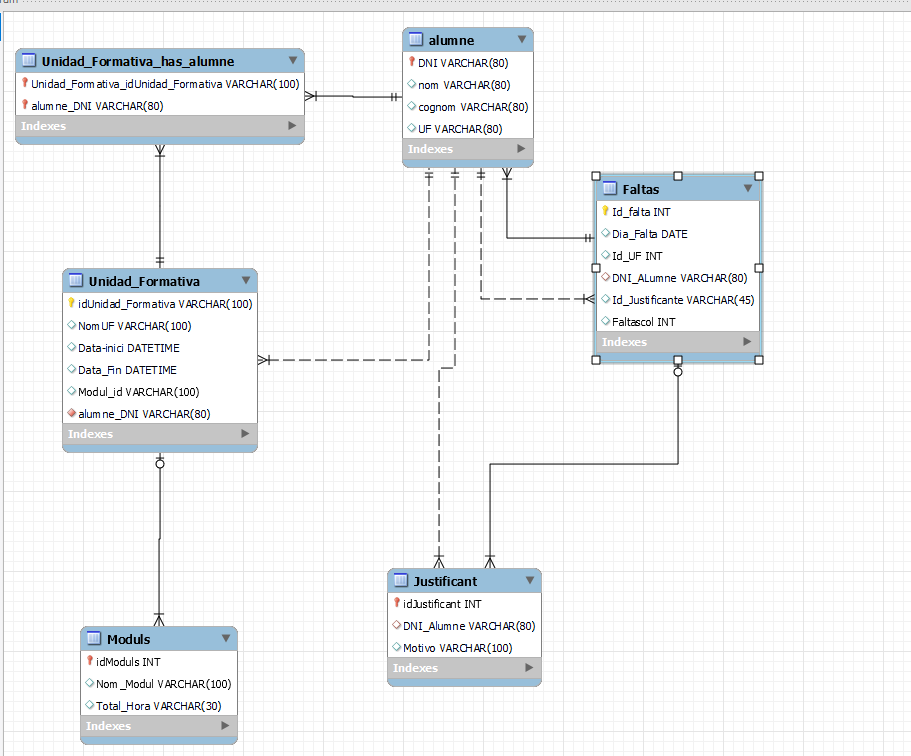 Unidad_Formativa_has_alumne
Unidad_Formativa_idUnidad_Formativa VARCHAR(100)
alumne_DNI VARCHAR(80)
Indexes
alumne
DNI VARCHAR(80)
nom VARCHAR(80)
cognom VARCHAR(80)
UF VARCHAR(80)
Indexes
Faltas
Id_falta INT
Dia_Falta DATE
Id_UF INT
DNI_ALumne VARCHAR(80)
Id_Justificante VARCHAR(45)
Faltascol INT
Indexes
Unidad_Formativa
idUnidad_Formativa VARCHAR(100)
NomUF VARCHAR(100)
Data-inici DATETIME
Data_Fin DATETIME
Modul_id VARCHAR(100)
alumne_DNI VARCHAR(80)
Indexes
Justificant
idJustificant INT
DNI_Alumne VARCHAR(80)
Motivo VARCHAR(100)
Indexes
Moduls
idModuls INT
Nom_Modul VARCHAR(100)
Total_Hora VARCHAR(30)
Indexes